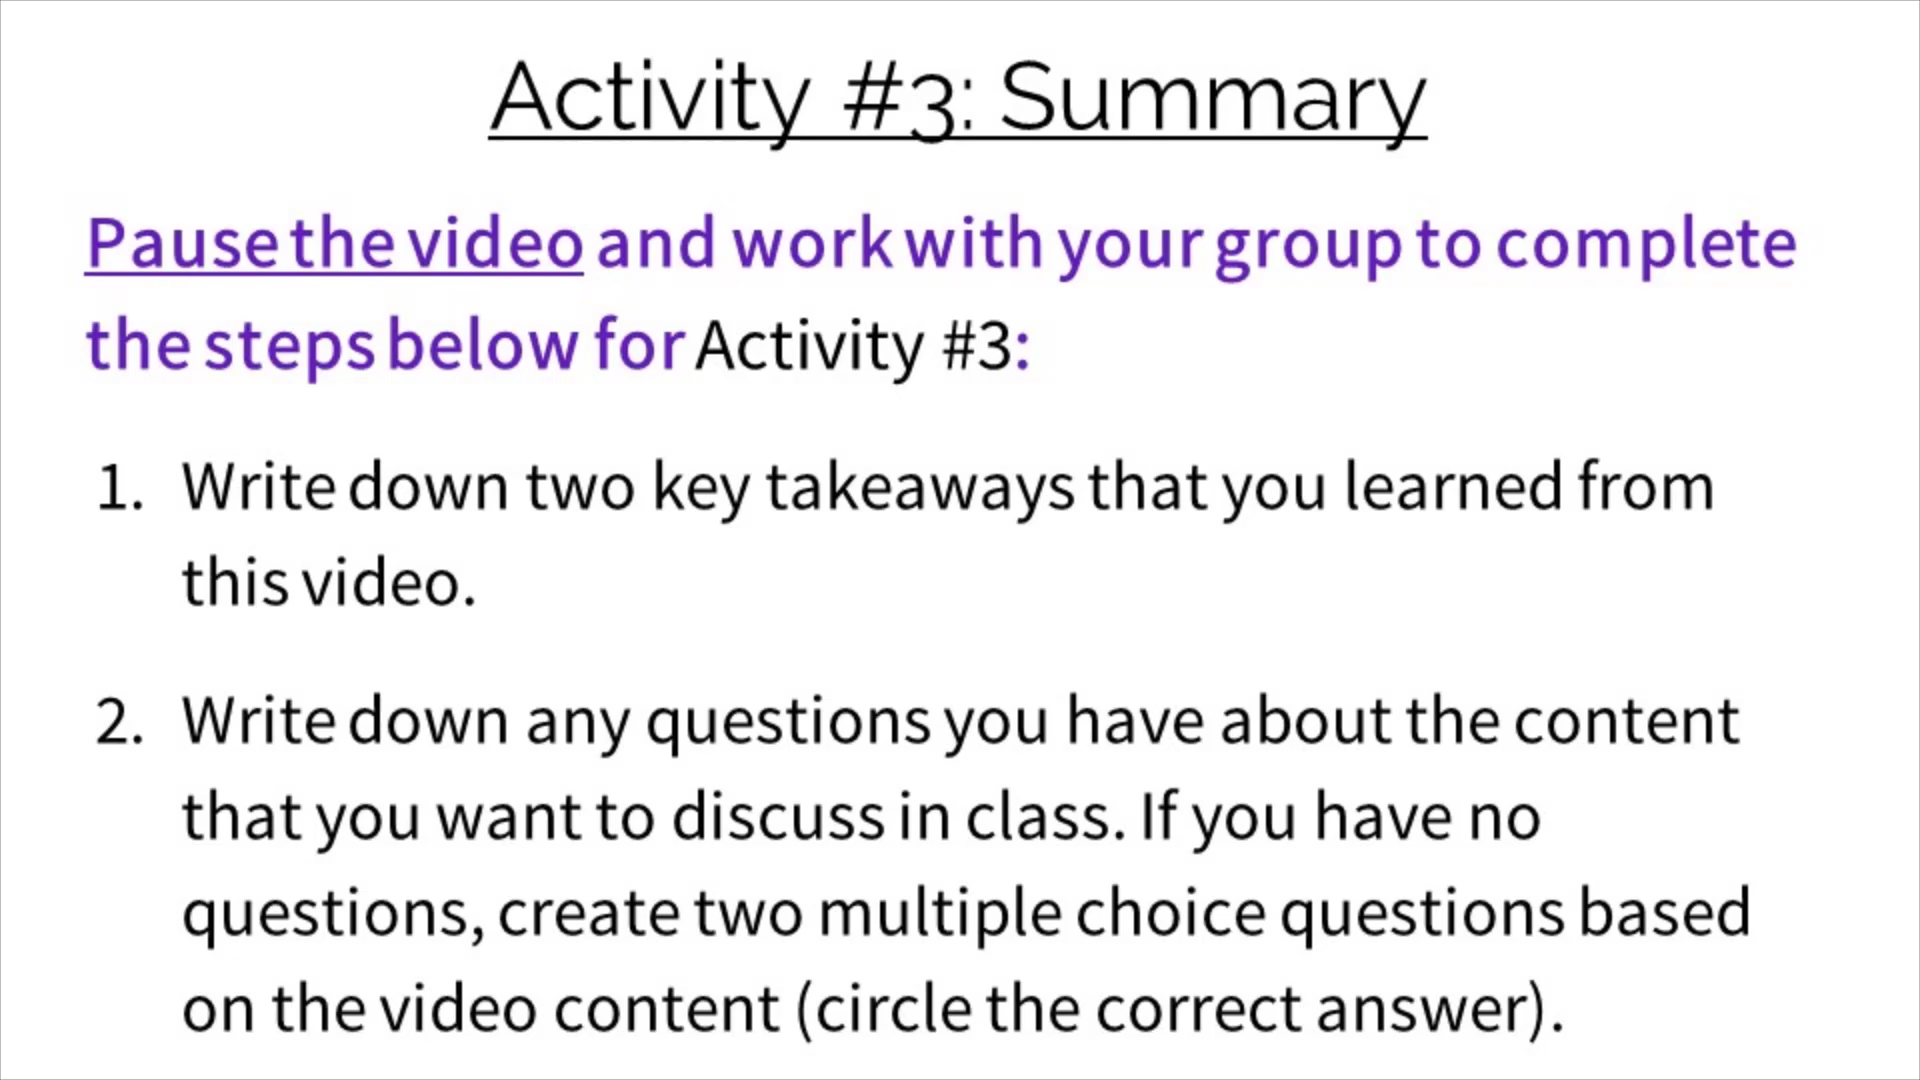 Activity #3: Summary
Pause the video and work with your group to complete
the steps below for Activity #3:
1. Write down two key takeaways that you learned from
this video.
2. Write down any questions you have about the content
that you want to discuss in class. If you have no
questions, create two multiple choice questions based
on the video content (circle the correct answer).